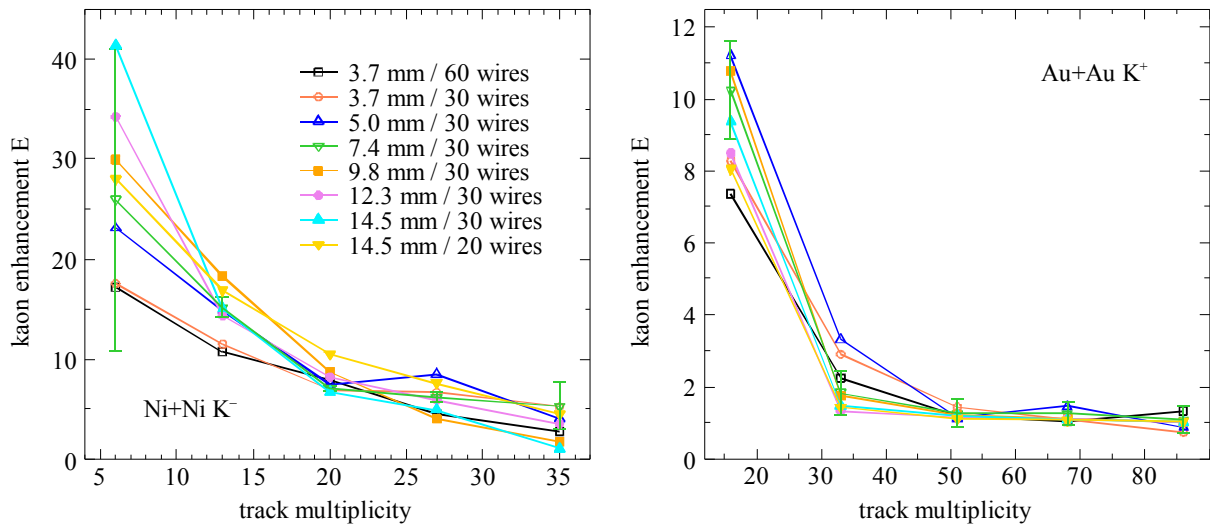 kaon enhancement E
40
30
20
10
0
3.7 mm / 60 wires
3.7 mm / 30 wires
5.0 mm / 30 wires
7.4 mm / 30 wires
9.8 mm / 30 wires
12.3 mm / 30 wires
14.5 mm / 30 wires
14.5 mm / 20 wires
Ni+Ni K⁻
5 10 15 20 25 30 35
track multiplicity
kaon enhancement E
12
10
8
6
4
2
0
Au+Au K⁺
20 30 40 50 60 70 80
track multiplicity